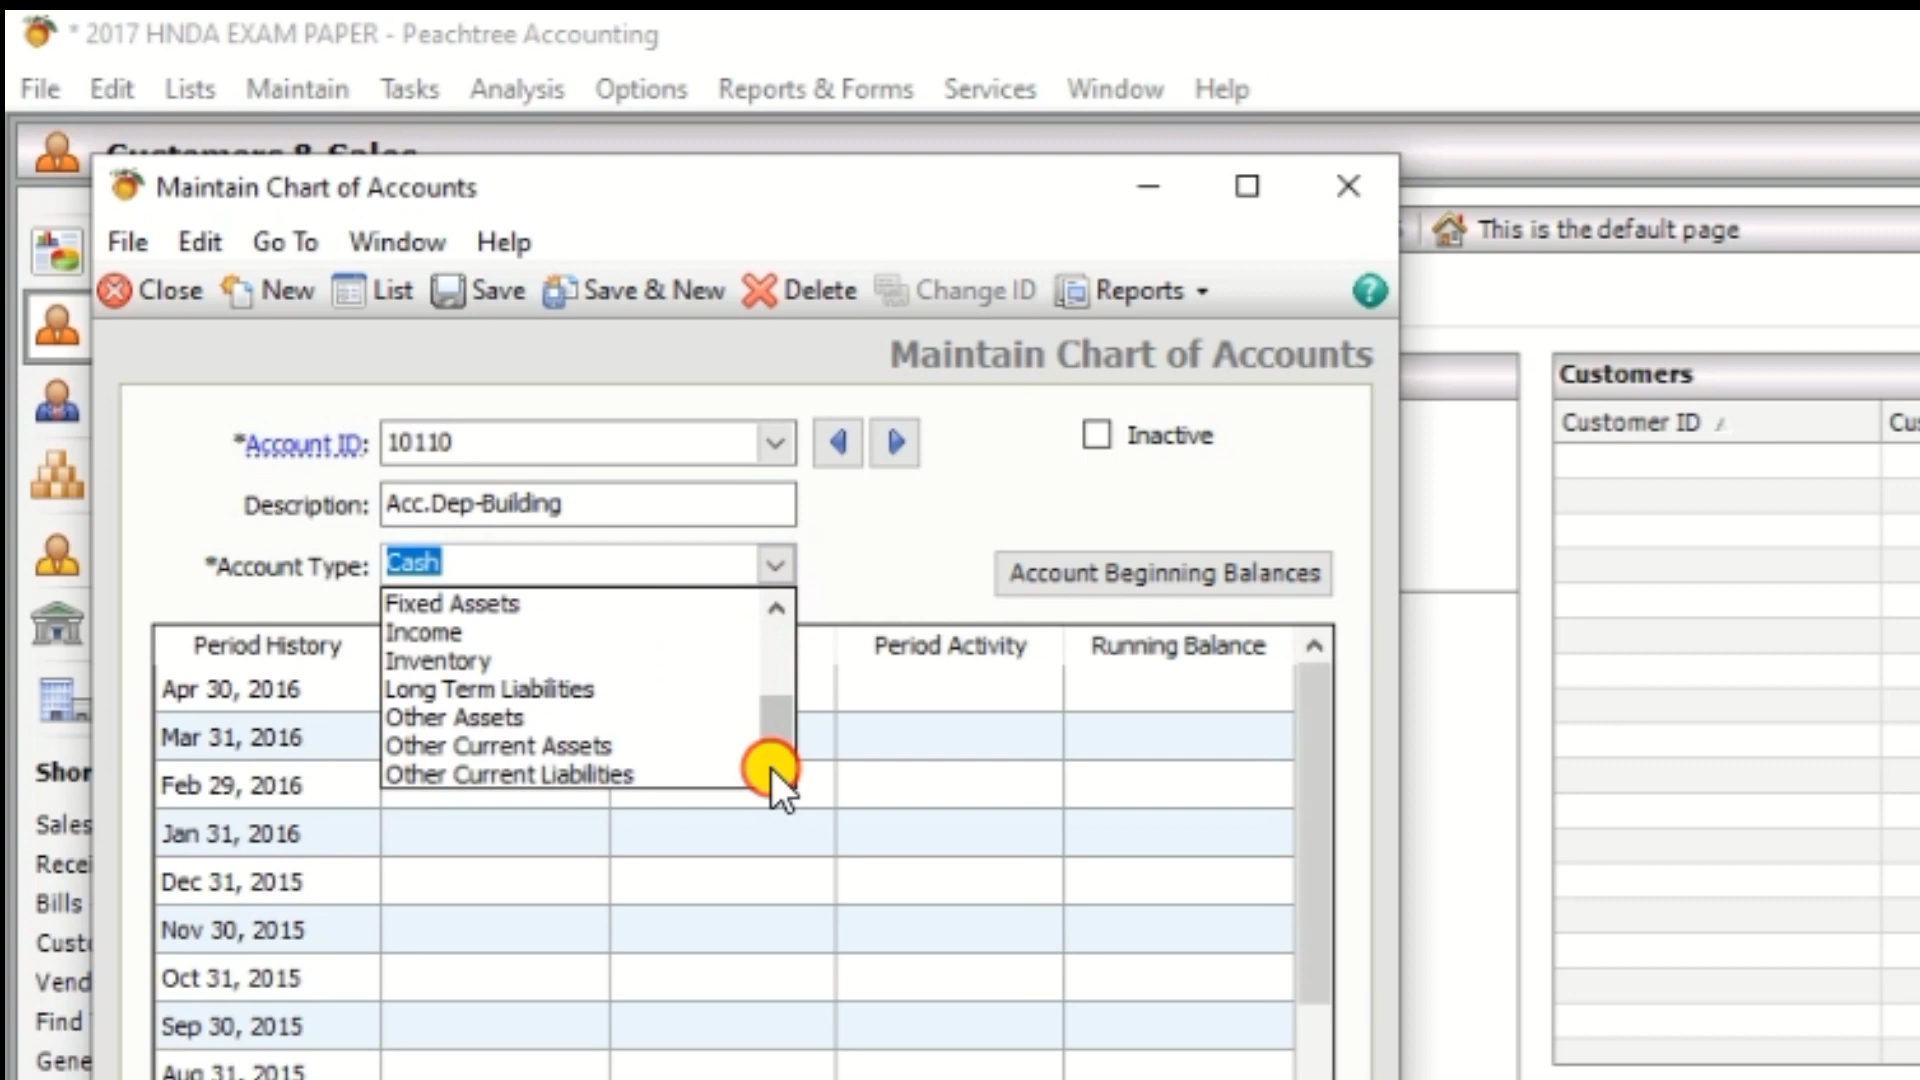 * 2017 HNDA EXAM PAPER - Peachtree Accounting
File Edit Lists Maintain Tasks Analysis Options Reports & Forms Services Window Help
Customers & Sales
Maintain Chart of Accounts
This is the default page
File Edit Go To Window Help
Close New List Save Save & New Delete Change ID Reports ?
Maintain Chart of Accounts
Customers
Customer ID
*Account ID: 10110 Inactive
Description: Acc.Dep-Building
*Account Type: Cash Account Beginning Balances
Fixed Assets
Income
Inventory
Long Term Liabilities
Other Assets
Other Current Assets
Other Current Liabilities
Period History Period Activity Running Balance
Apr 30, 2016
Mar 31, 2016
Feb 29, 2016
Jan 31, 2016
Dec 31, 2015
Nov 30, 2015
Oct 31, 2015
Sep 30, 2015
Aug 31, 2015
Sales
Bills
Find